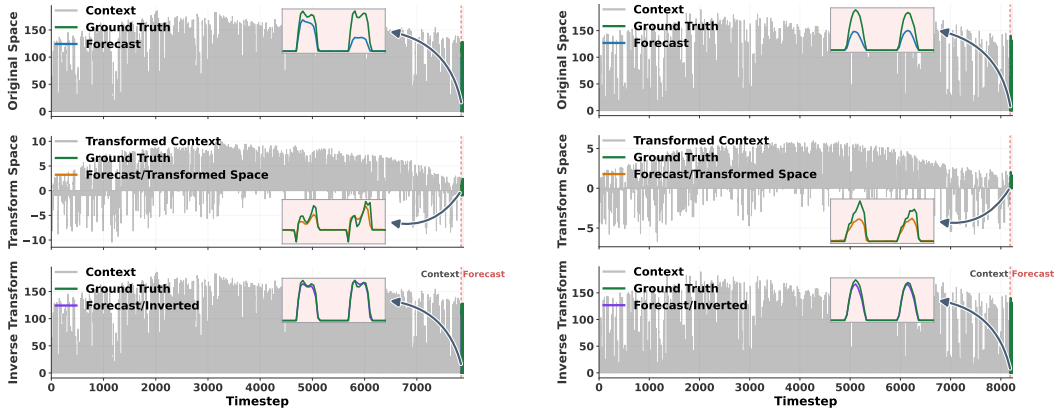 Original Space
150
100
50
0
Context
Ground Truth
Forecast
Transform Space
10
5
0
−5
−10
Transformed Context
Ground Truth
Forecast/Transformed Space
Inverse Transform
150
100
50
0
Context
Ground Truth
Forecast/Inverted
Context Forecast
0 1000 2000 3000 4000 5000 6000 7000
Timestep
Original Space
150
100
50
0
Context
Ground Truth
Forecast
Transform Space
5
0
−5
Transformed Context
Ground Truth
Forecast/Transformed Space
Inverse Transform
150
100
50
0
Context
Ground Truth
Forecast/Inverted
Context Forecast
0 1000 2000 3000 4000 5000 6000 7000 8000
Timestep